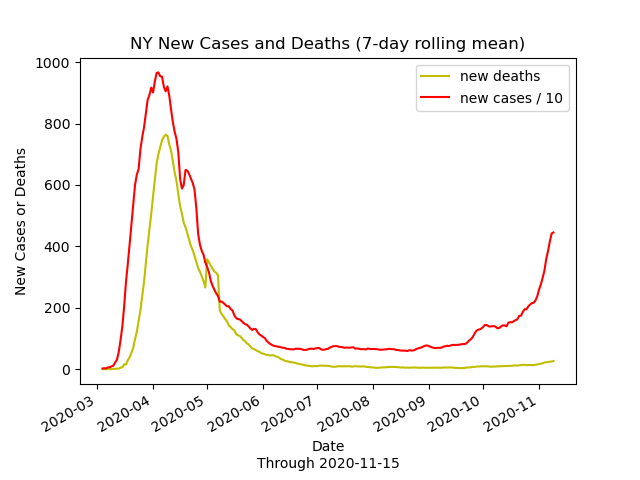 NY New Cases and Deaths (7-day rolling mean)
new deaths
new cases / 10
1000
800
600
400
200
0
New Cases or Deaths
2020-03
2020-04
2020-05
2020-06
2020-07
2020-08
2020-09
2020-10
2020-11
Date
Through 2020-11-15